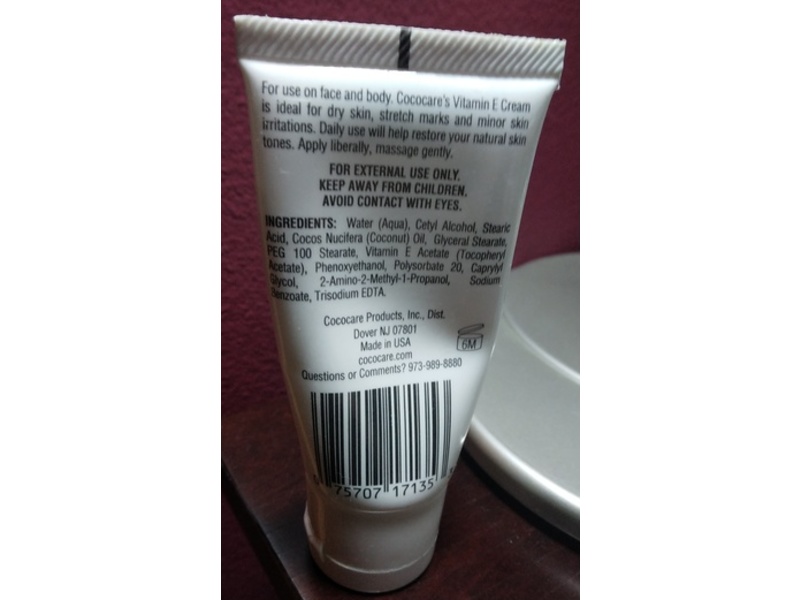 For use on face and body. Cococare's Vitamin E Cream
is ideal for dry skin, stretch marks and minor skin
irritations. Daily use will help restore your natural skin
tones. Apply liberally, massage gently.
FOR EXTERNAL USE ONLY.
KEEP AWAY FROM CHILDREN.
AVOID CONTACT WITH EYES.
INGREDIENTS: Water (Aqua), Cetyl Alcohol, Stearic
Acid, Cocos Nucifera (Coconut) Oil, Glyceral Stearate,
PEG 100 Stearate, Vitamin E Acetate (Tocopheryl
Acetate), Phenoxyethanol, Polysorbate 20, Caprylyl
Glycol, 2-Amino-2-Methyl-1-Propanol, Sodium
Benzoate, Trisodium EDTA.
Cococare Products, Inc., Dist.
Dover NJ 07801
Made in USA
6M
cococare.com
Questions or Comments? 973-989-8880
75707 17135